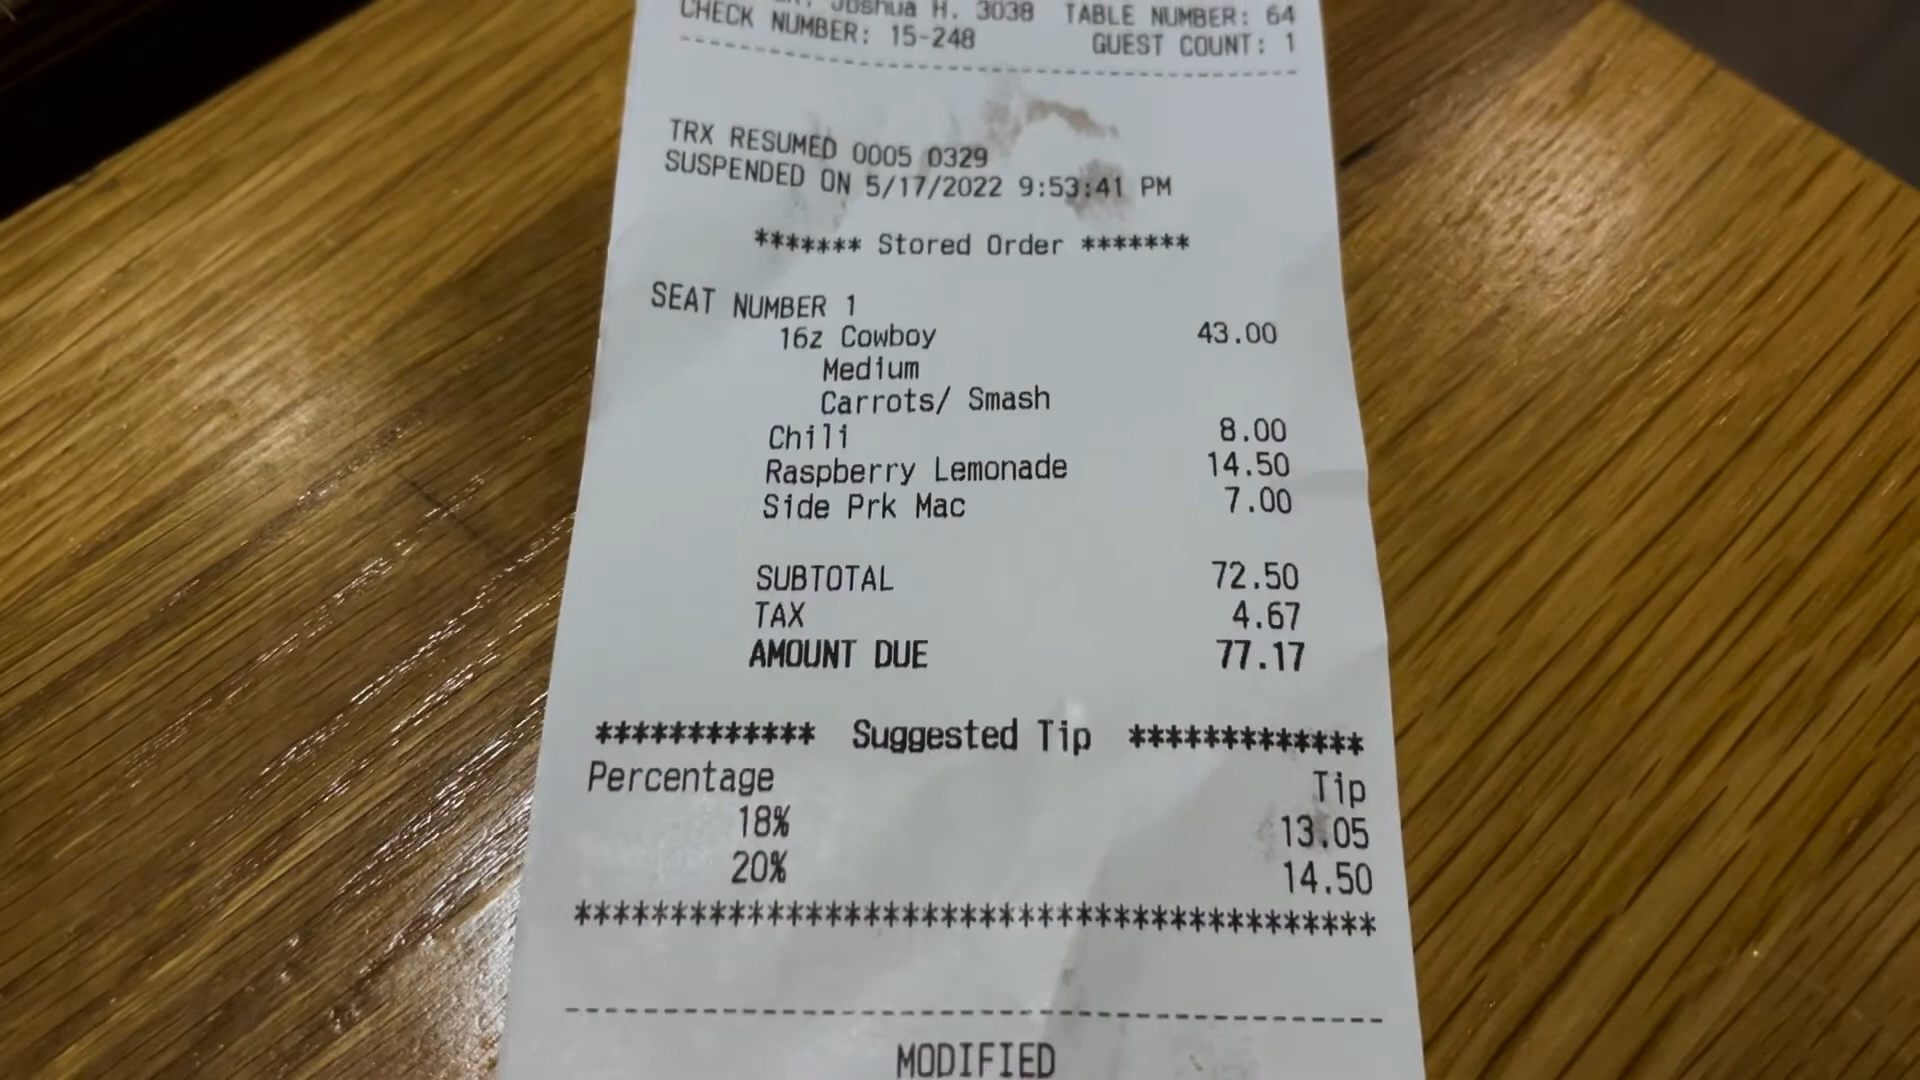 Joshua H. 3038 TABLE NUMBER: 64
CHECK NUMBER: 15-248 GUEST COUNT: 1
TRX RESUMED 0005 0329
SUSPENDED ON 5/17/2022 9:53:41 PM
******* Stored Order *******
SEAT NUMBER 1
16z Cowboy 43.00
Medium
Carrots/ Smash
Chili 8.00
Raspberry Lemonade 14.50
Side Prk Mac 7.00
SUBTOTAL 72.50
TAX 4.67
AMOUNT DUE 77.17
************ Suggested Tip *************
Percentage Tip
18% 13.05
20% 14.50
******************************************
MODIFIED